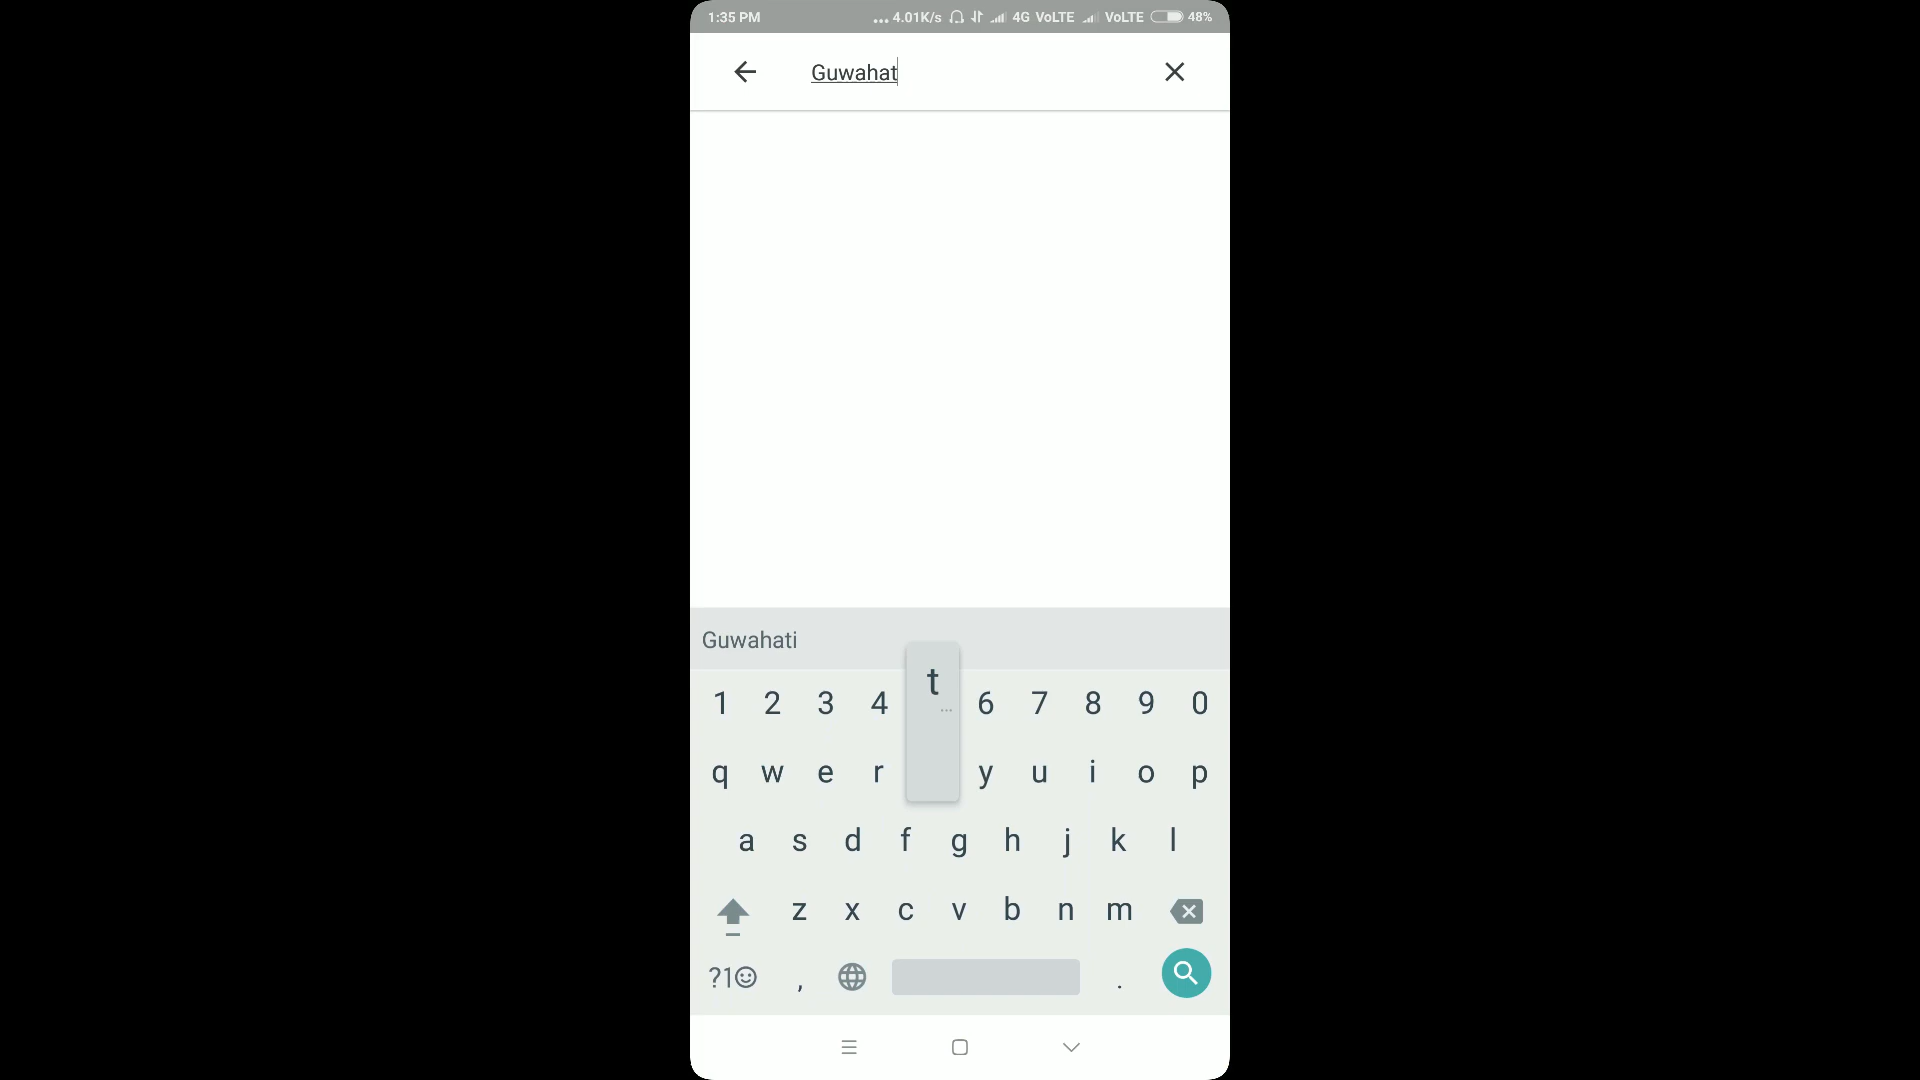 1:35 PM ... 4.01K/s 4G VoLTE VoLTE 48%
Guwahat
Guwahati
t
...
1 2 3 4 6 7 8 9 0
q w e r y u i o p
a s d f g h j k l
z x c v b n m
?1☺ , .